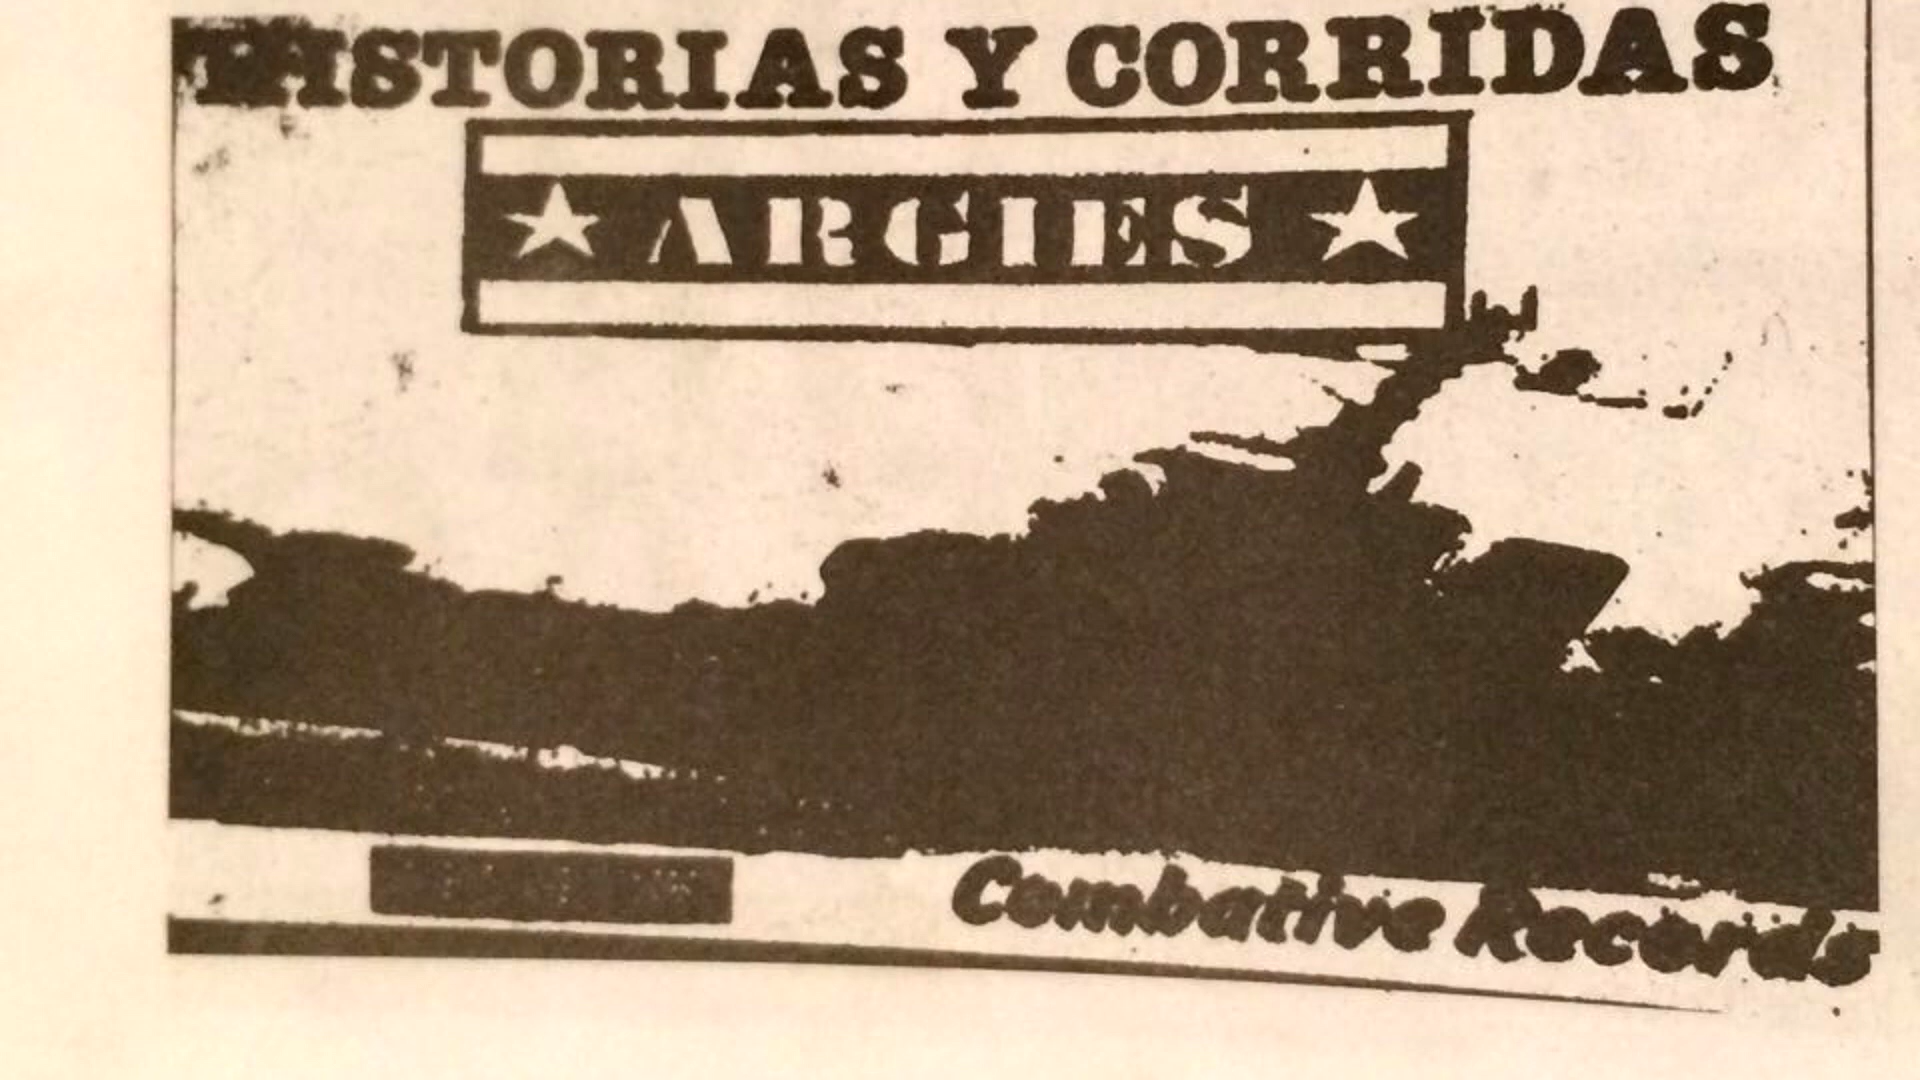 HISTORIAS Y CORRIDAS
★ ARGIES ★
Combative Records